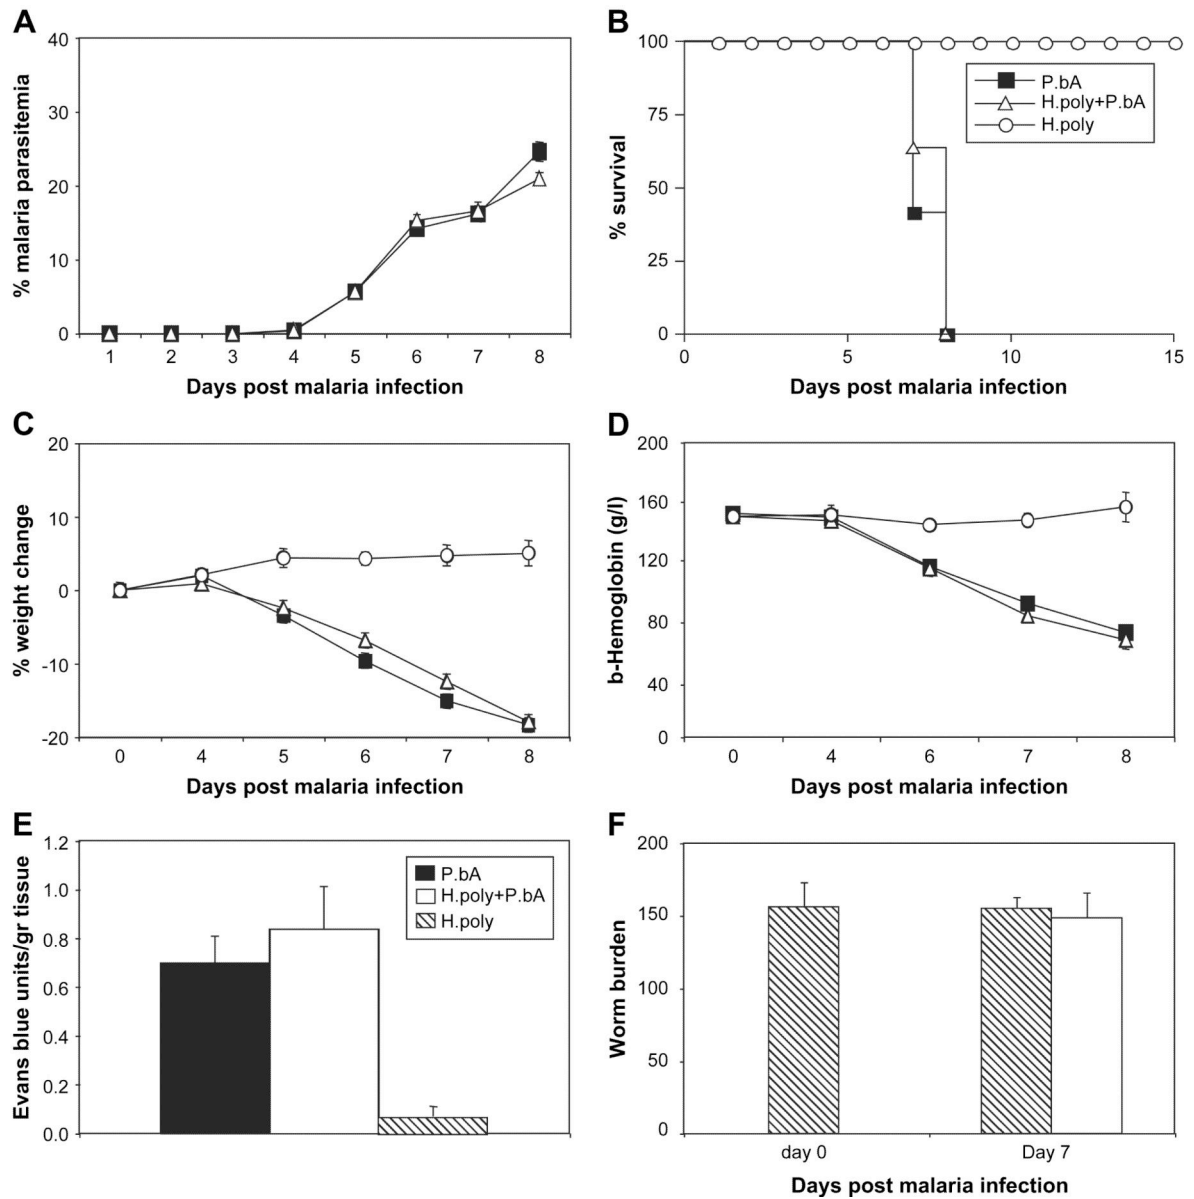 A
40
30
20
10
0
% malaria parasitemia
1 2 3 4 5 6 7 8
Days post malaria infection
B
100
75
50
25
0
% survival
P.bA
H.poly+P.bA
H.poly
0 5 10 15
Days post malaria infection
C
20
10
0
-10
-20
% weight change
0 4 5 6 7 8
Days post malaria infection
D
200
160
120
80
40
0
b-Hemoglobin (g/l)
0 4 6 7 8
Days post malaria infection
E
1.2
1.0
0.8
0.6
0.4
0.2
0.0
Evans blue units/gr tissue
P.bA
H.poly+P.bA
H.poly
F
200
150
100
50
0
Worm burden
day 0 Day 7
Days post malaria infection